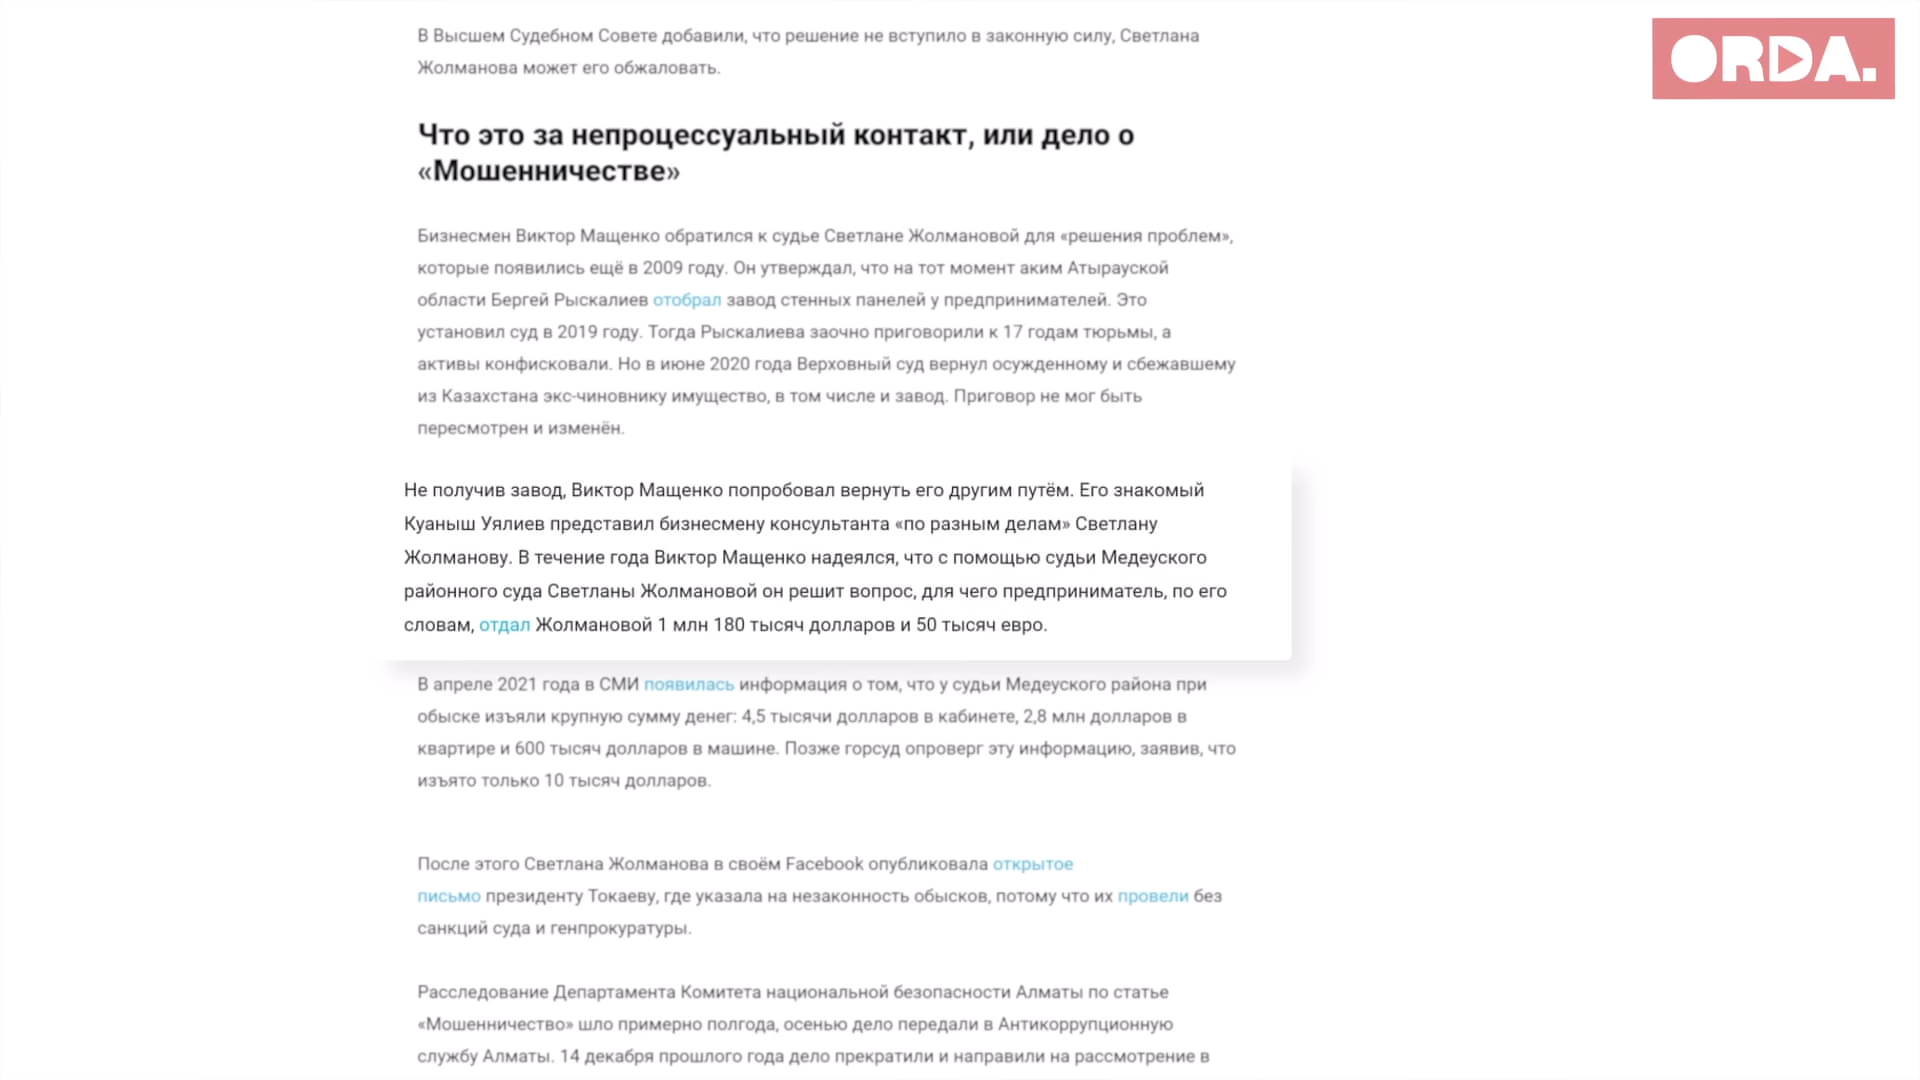 В Высшем Судебном Совете добавили, что решение не вступило в законную силу, Светлана
Жолманова может его обжаловать.
ORDA.
Что это за непроцессуальный контакт, или дело о
«Мошенничестве»
Бизнесмен Виктор Мащенко обратился к судье Светлане Жолмановой для «решения проблем»,
которые появились ещё в 2009 году. Он утверждал, что на тот момент аким Атырауской
области Бергей Рыскалиев отобрал завод стенных панелей у предпринимателей. Это
установил суд в 2019 году. Тогда Рыскалиева заочно приговорили к 17 годам тюрьмы, а
активы конфисковали. Но в июне 2020 года Верховный суд вернул осужденному и сбежавшему
из Казахстана экс-чиновнику имущество, в том числе и завод. Приговор не мог быть
пересмотрен и изменён.
Не получив завод, Виктор Мащенко попробовал вернуть его другим путём. Его знакомый
Куаныш Уялиев представил бизнесмену консультанта «по разным делам» Светлану
Жолманову. В течение года Виктор Мащенко надеялся, что с помощью судьи Медеуского
районного суда Светланы Жолмановой он решит вопрос, для чего предприниматель, по его
словам, отдал Жолмановой 1 млн 180 тысяч долларов и 50 тысяч евро.
В апреле 2021 года в СМИ появилась информация о том, что у судьи Медеуского района при
обыске изъяли крупную сумму денег: 4,5 тысячи долларов в кабинете, 2,8 млн долларов в
квартире и 600 тысяч долларов в машине. Позже горсуд опроверг эту информацию, заявив, что
изъято только 10 тысяч долларов.
После этого Светлана Жолманова в своём Facebook опубликовала открытое
письмо президенту Токаеву, где указала на незаконность обысков, потому что их провели без
санкций суда и генпрокуратуры.
Расследование Департамента Комитета национальной безопасности Алматы по статье
«Мошенничество» шло примерно полгода, осенью дело передали в Антикоррупционную
службу Алматы. 14 декабря прошлого года дело прекратили и направили на рассмотрение в